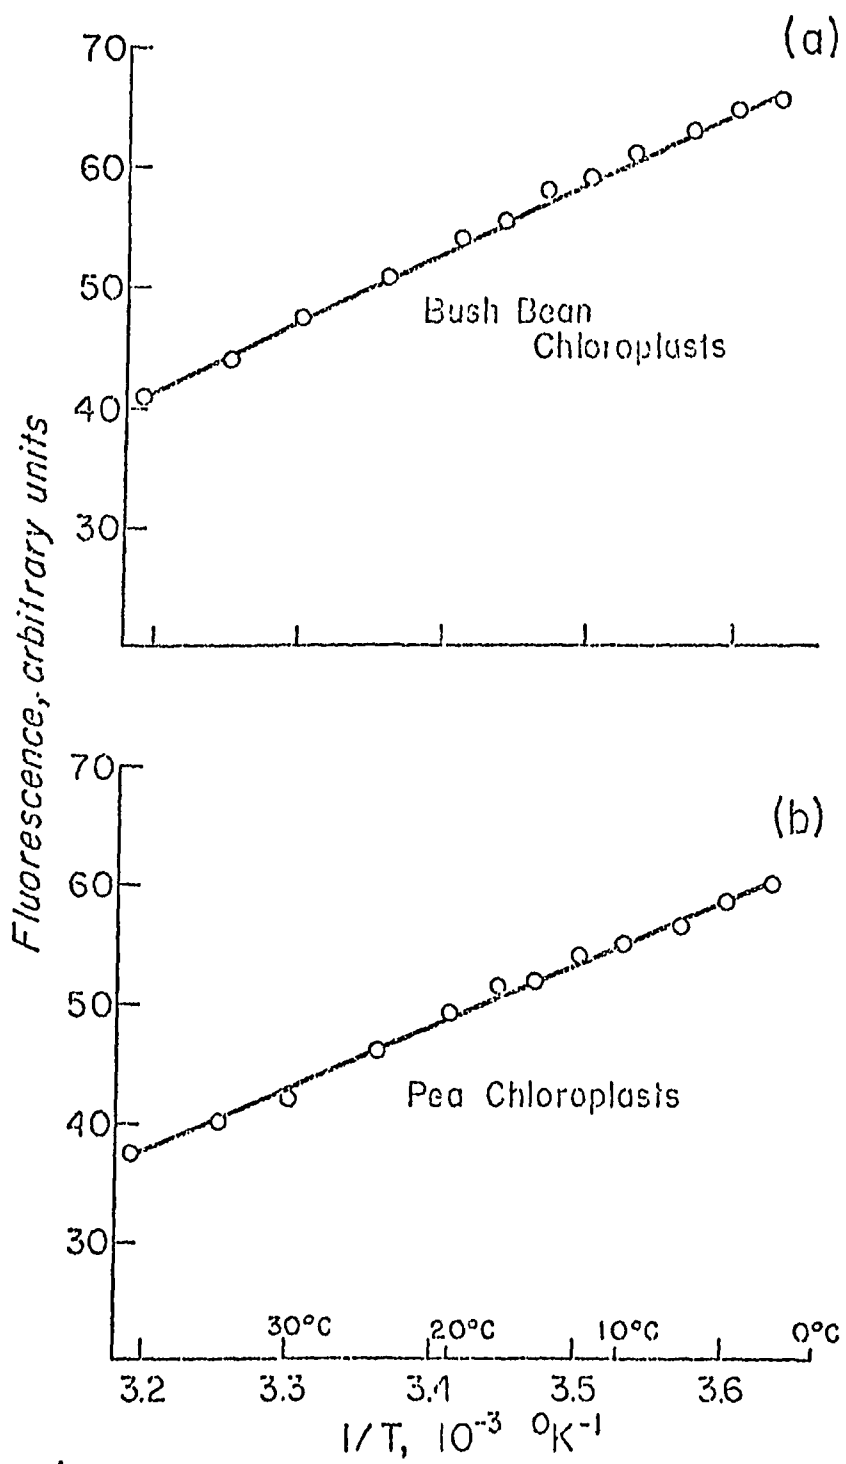 (a)
70
60
50
40
30
Bush Bean
Chloroplasts
Fluorescence, arbitrary units
(b)
70
60
50
40
30
Pea Chloroplasts
30°C 20°C 10°C 0°C
3.2 3.3 3.4 3.5 3.6
1/T, 10⁻³ °K⁻¹